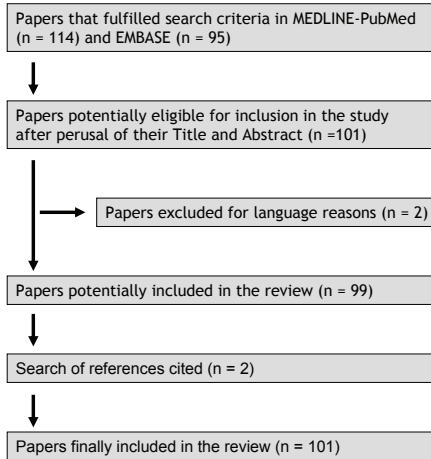 Papers that fulfilled search criteria in MEDLINE-PubMed
(n = 114) and EMBASE (n = 95)
Papers potentially eligible for inclusion in the study
after perusal of their Title and Abstract (n =101)
Papers excluded for language reasons (n = 2)
Papers potentially included in the review (n = 99)
Search of references cited (n = 2)
Papers finally included in the review (n = 101)